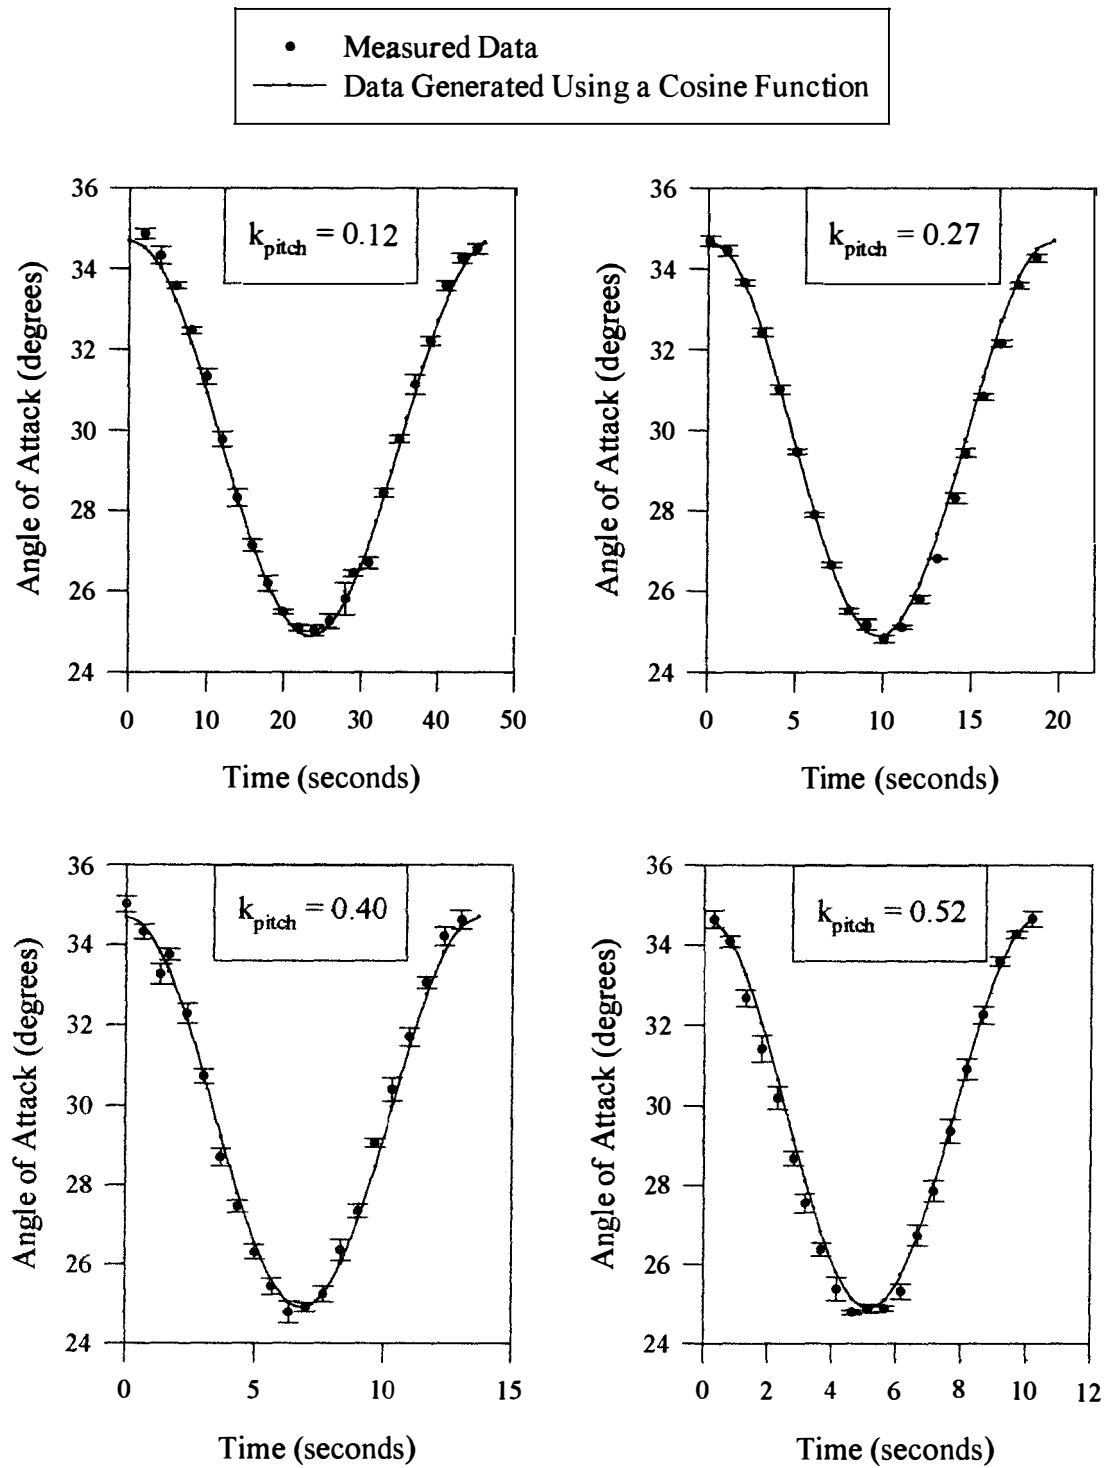 Measured Data
Data Generated Using a Cosine Function
k_pitch = 0.12
Angle of Attack (degrees)
36
34
32
30
28
26
24
0 10 20 30 40 50
Time (seconds)
k_pitch = 0.27
Angle of Attack (degrees)
36
34
32
30
28
26
24
0 5 10 15 20
Time (seconds)
k_pitch = 0.40
Angle of Attack (degrees)
36
34
32
30
28
26
24
0 5 10 15
Time (seconds)
k_pitch = 0.52
Angle of Attack (degrees)
36
34
32
30
28
26
24
0 2 4 6 8 10 12
Time (seconds)